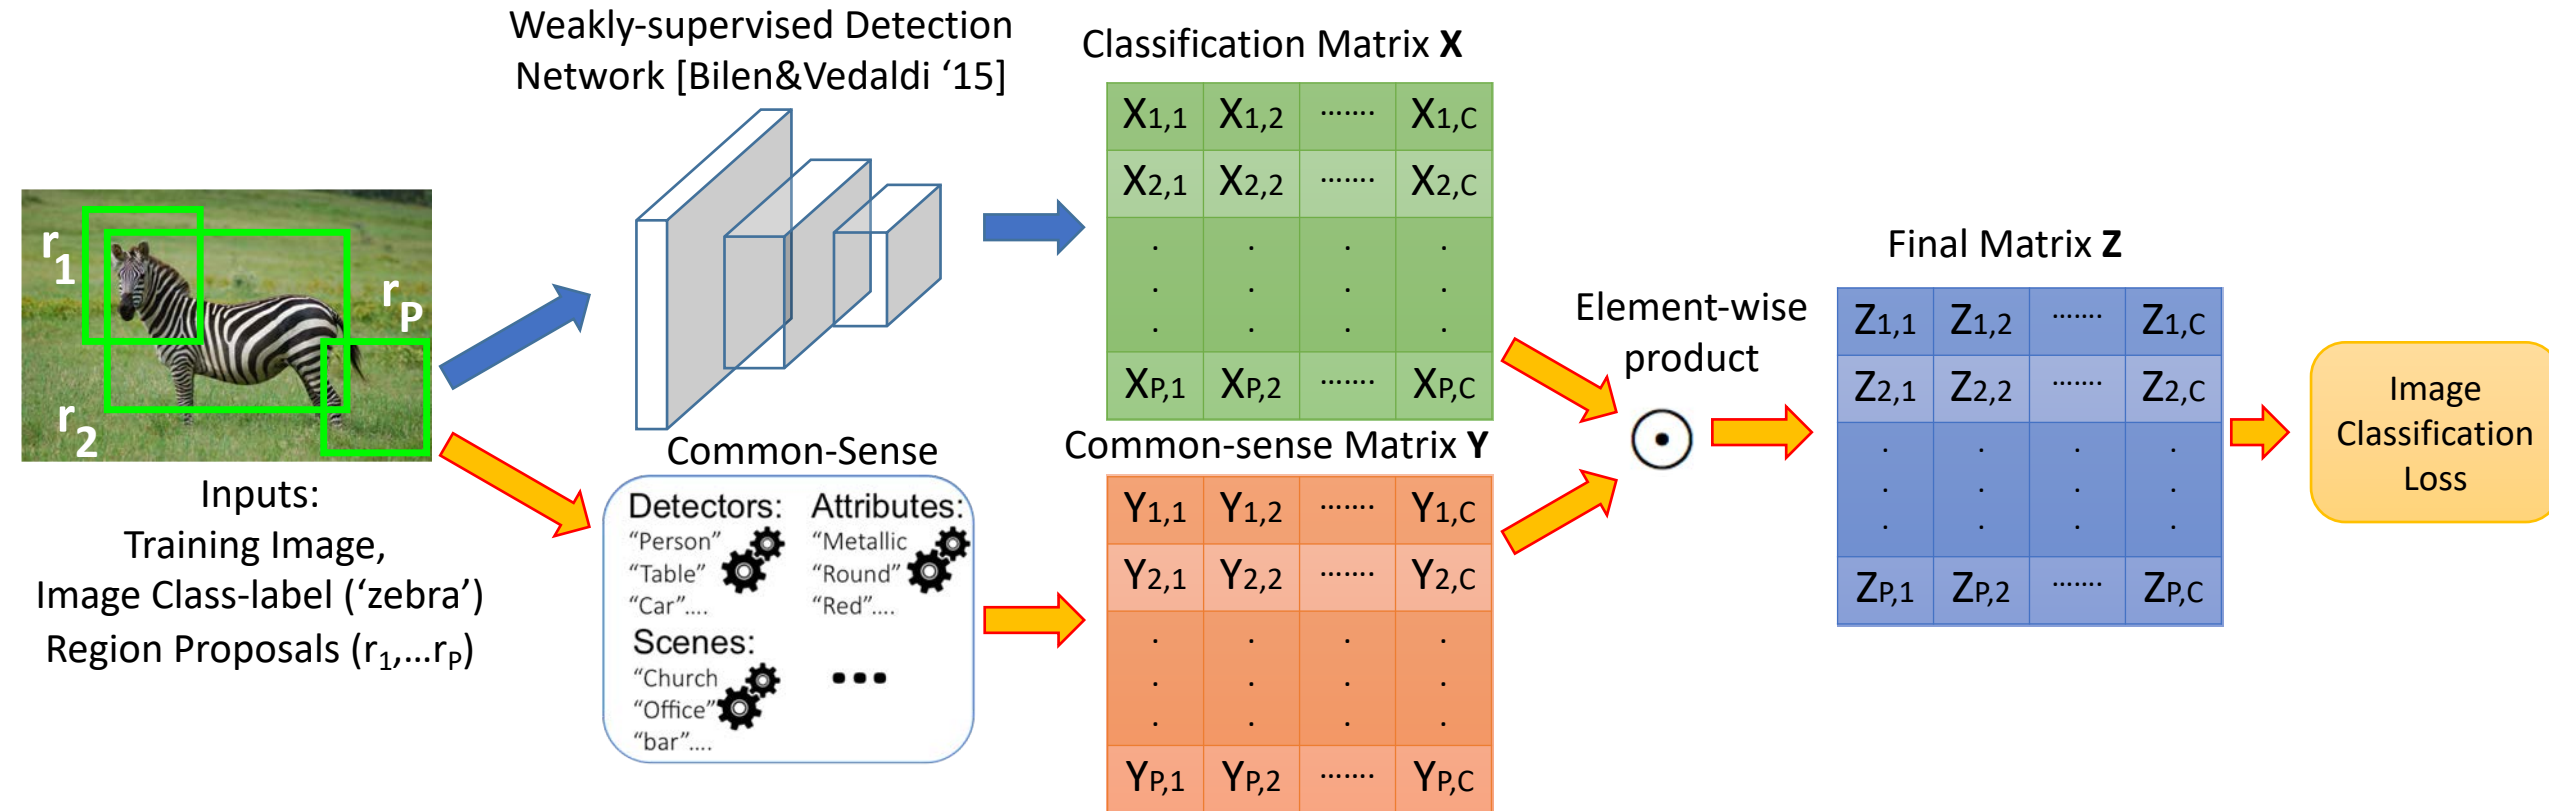 Weakly-supervised Detection
Network [Bilen&Vedaldi ‘15]
Classification Matrix X
X1,1 X1,2 ....... X1,C
X2,1 X2,2 ....... X2,C
. . . .
. . . .
. . . .
XP,1 XP,2 ....... XP,C
r1
r2
rP
Inputs:
Training Image,
Image Class-label (‘zebra’)
Region Proposals (r1,...rP)
Common-Sense
Detectors:
“Person”
“Table”
“Car”....
Attributes:
“Metallic
“Round”
“Red”....
Scenes:
“Church
“Office”
“bar”....
...
Common-sense Matrix Y
Y1,1 Y1,2 ....... Y1,C
Y2,1 Y2,2 ....... Y2,C
. . . .
. . . .
. . . .
YP,1 YP,2 ....... YP,C
Element-wise
product
Final Matrix Z
Z1,1 Z1,2 ....... Z1,C
Z2,1 Z2,2 ....... Z2,C
. . . .
. . . .
. . . .
ZP,1 ZP,2 ....... ZP,C
Image
Classification
Loss